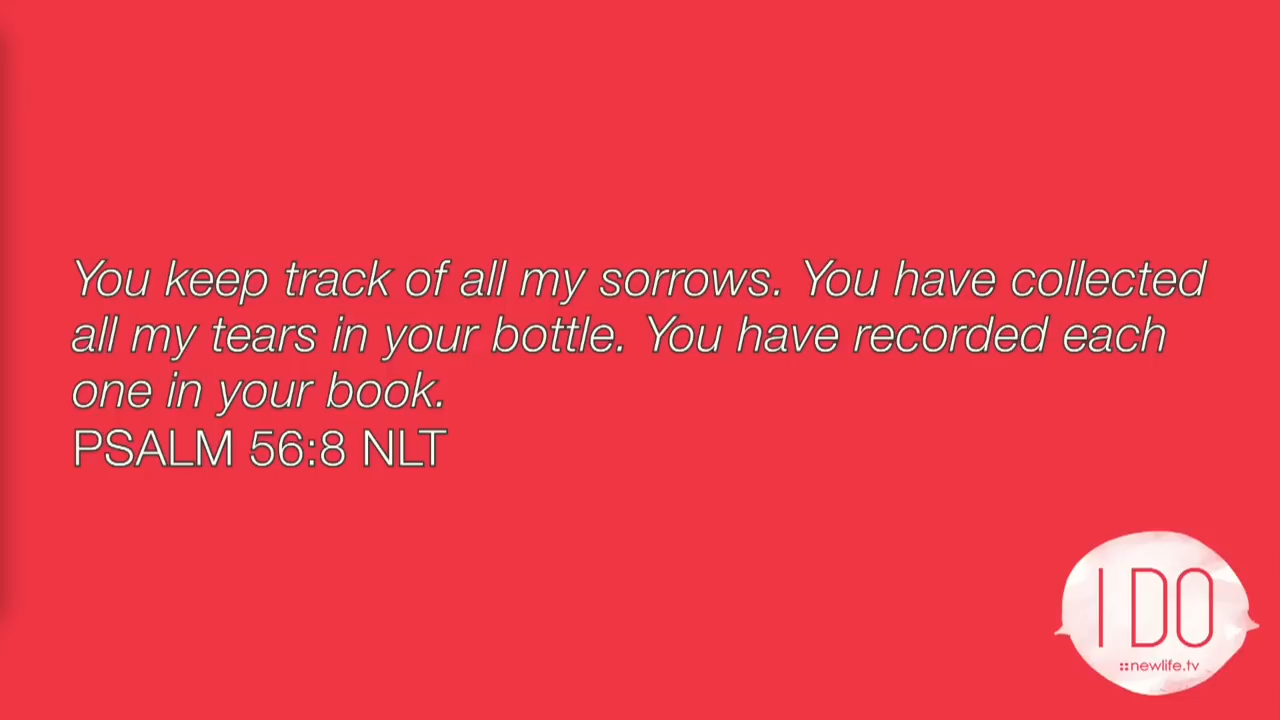 You keep track of all my sorrows. You have collected
all my tears in your bottle. You have recorded each
one in your book.
PSALM 56:8 NLT
I DO
::newlife.tv